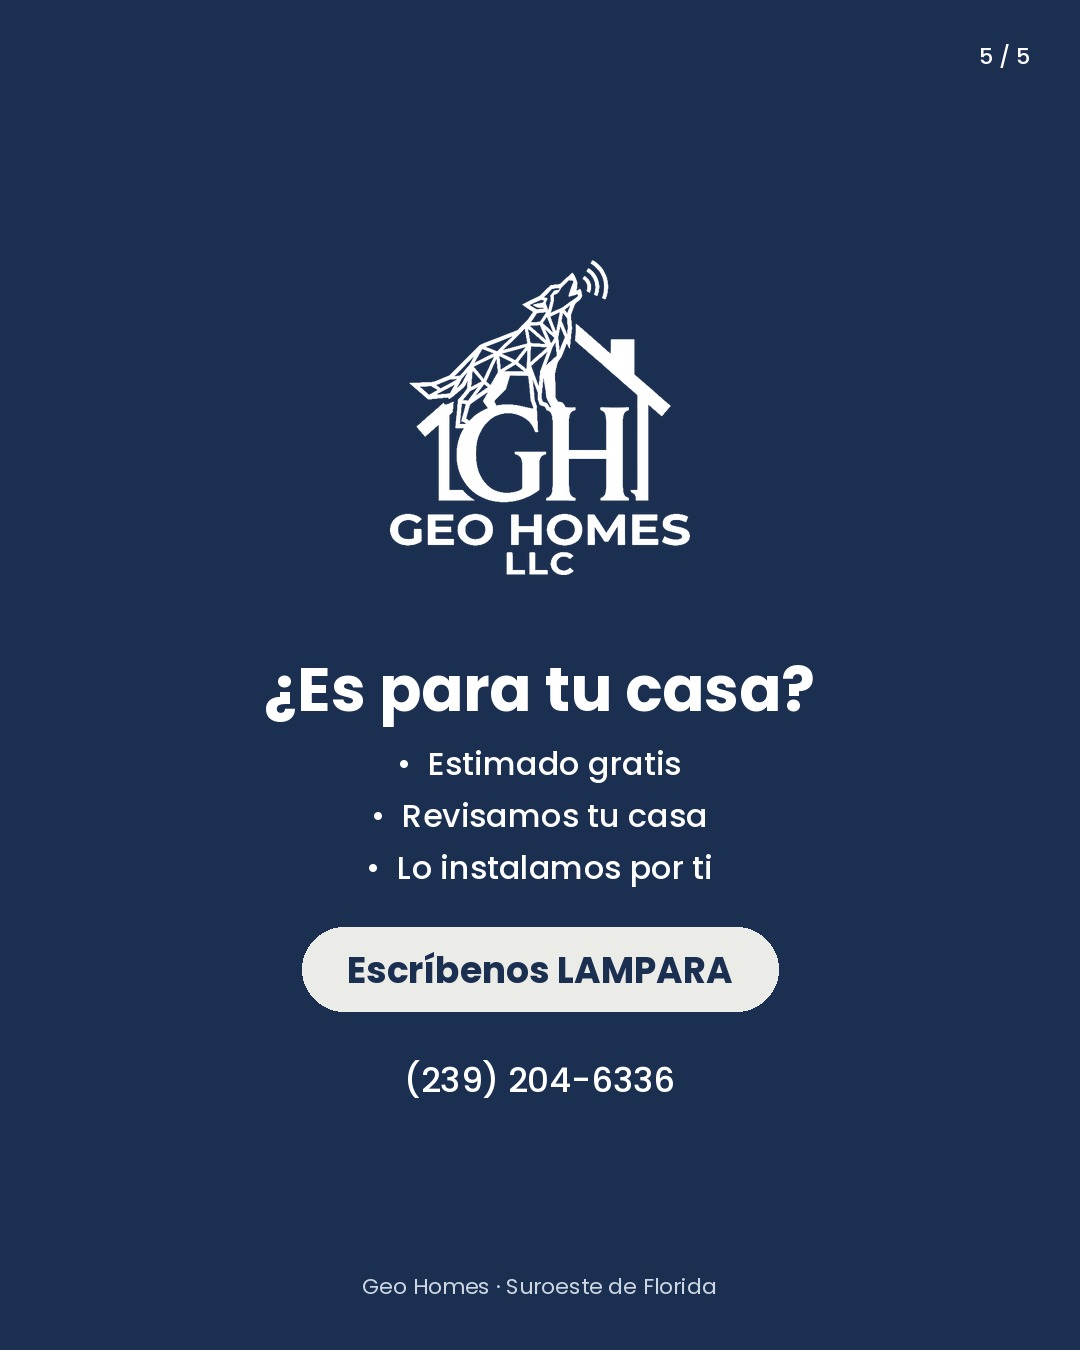 5 / 5
GH
GEO HOMES
LLC
¿Es para tu casa?
• Estimado gratis
• Revisamos tu casa
• Lo instalamos por ti
Escríbenos LAMPARA
(239) 204-6336
Geo Homes · Suroeste de Florida